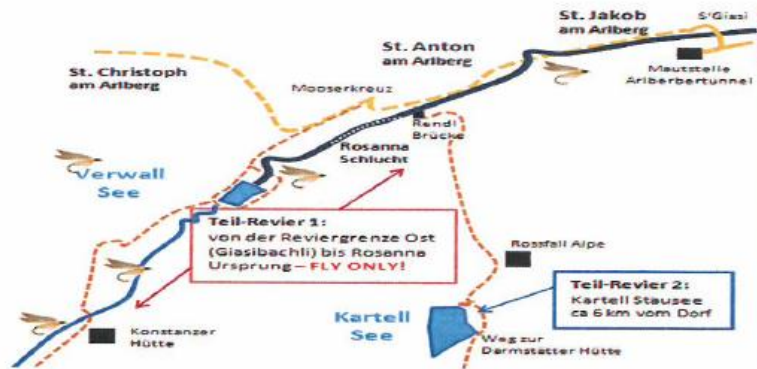 St. Jakob
am Arlberg
S'Giasi
St. Anton
am Arlberg
Mautstelle
Arlbergtunnel
St. Christoph
am Arlberg
Mooserkreuz
Rendl
Brücke
Rosanna
Schlucht
Verwall
See
Teil-Revier 1:
von der Reviergrenze Ost
(Giasibachli) bis Rosanna
Ursprung – FLY ONLY!
Rossfall Alpe
Teil-Revier 2:
Kartell Stausee
ca 6 km vom Dorf
Kartell
See
Konstanzer
Hütte
Weg zur
Darmstätter Hütte